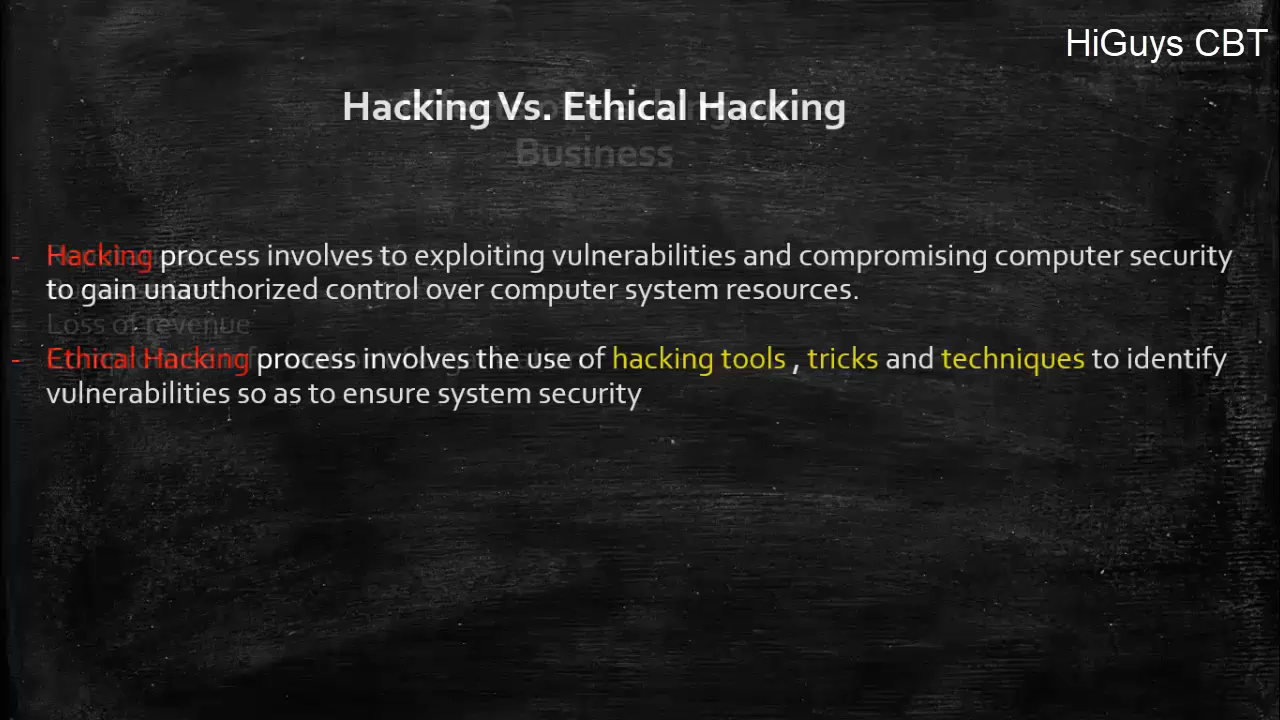 HiGuys CBT
Hacking Vs. Ethical Hacking
Business
- Hacking process involves to exploiting vulnerabilities and compromising computer security
to gain unauthorized control over computer system resources.
Loss of revenue
- Ethical Hacking process involves the use of hacking tools , tricks and techniques to identify
vulnerabilities so as to ensure system security